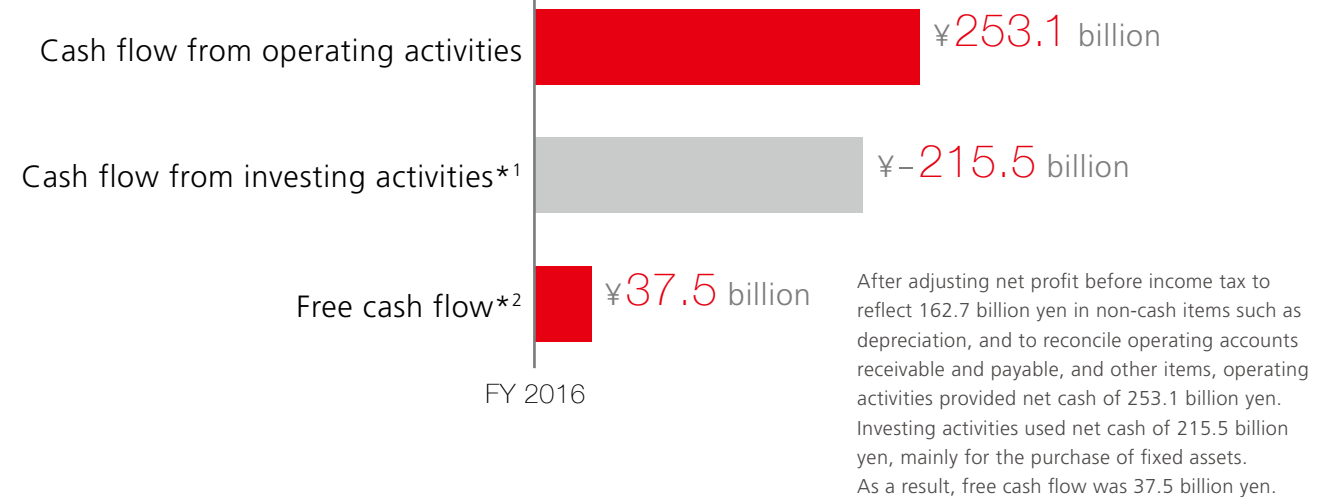 Cash flow from operating activities ¥253.1 billion
Cash flow from investing activities*1 ¥–215.5 billion
Free cash flow*2 ¥37.5 billion
FY 2016
After adjusting net profit before income tax to
reflect 162.7 billion yen in non-cash items such as
depreciation, and to reconcile operating accounts
receivable and payable, and other items, operating
activities provided net cash of 253.1 billion yen.
Investing activities used net cash of 215.5 billion
yen, mainly for the purchase of fixed assets.
As a result, free cash flow was 37.5 billion yen.